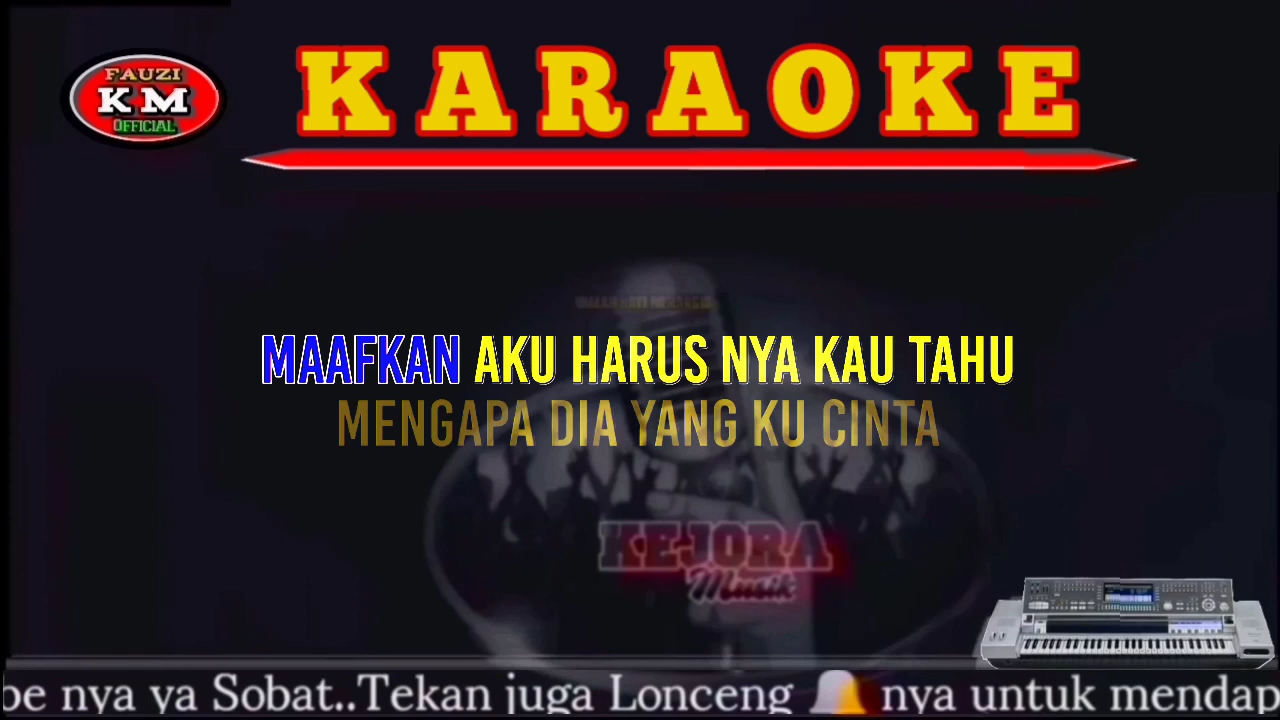 FAUZI
KM
OFFICIAL
KARAOKE
MAAFKAN AKU HARUS NYA KAU TAHU
MENGAPA DIA YANG KU CINTA
KEJORA
Musik
be nya ya Sobat..Tekan juga Lonceng 🔔 nya untuk mendap